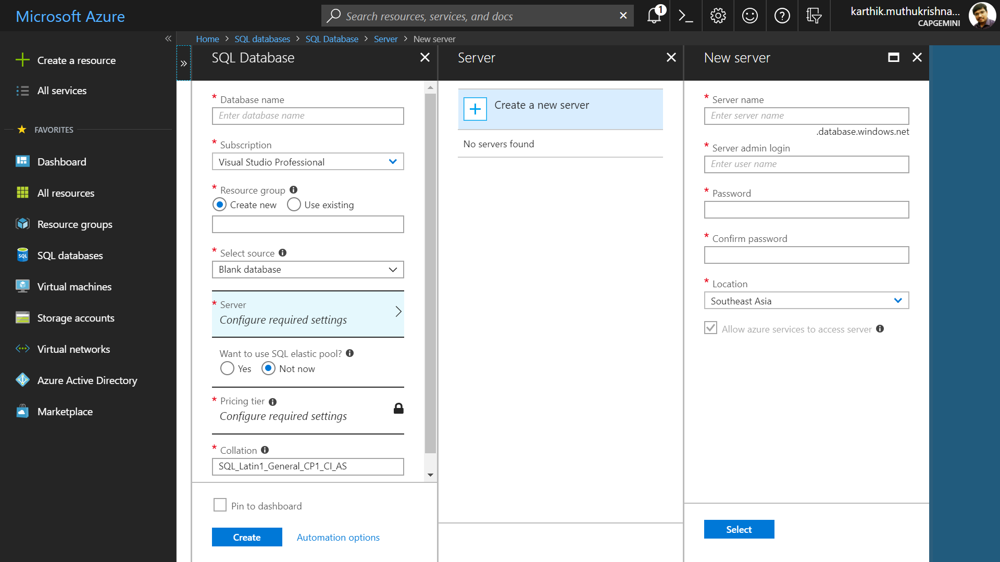 Microsoft Azure
Search resources, services, and docs
1
karthik.muthukrishna...
CAPGEMINI
Home > SQL databases > SQL Database > Server > New server
Create a resource
All services
FAVORITES
Dashboard
All resources
Resource groups
SQL
SQL databases
Virtual machines
Storage accounts
Virtual networks
Azure Active Directory
Marketplace
SQL Database
* Database name
Enter database name
* Subscription
Visual Studio Professional
* Resource group
Create new
Use existing
* Select source
Blank database
* Server
Configure required settings
Want to use SQL elastic pool?
Yes
Not now
* Pricing tier
Configure required settings
* Collation
SQL_Latin1_General_CP1_CI_AS
Pin to dashboard
Create
Automation options
Server
Create a new server
No servers found
New server
* Server name
Enter server name
.database.windows.net
* Server admin login
Enter user name
* Password
* Confirm password
* Location
Southeast Asia
Allow azure services to access server
Select